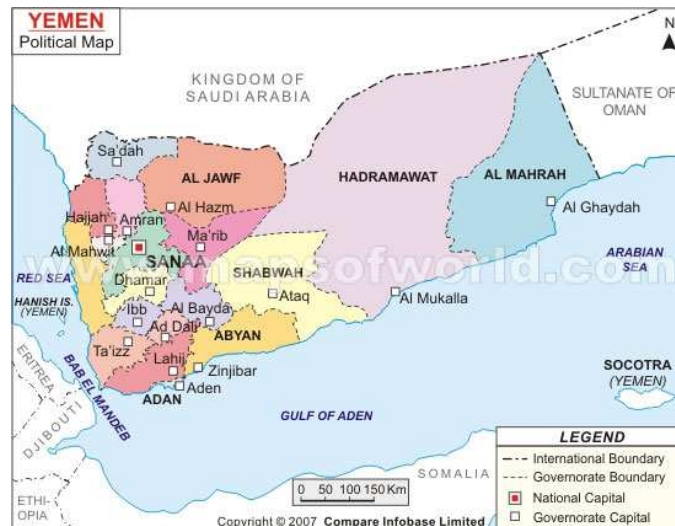 YEMEN
Political Map
N
KINGDOM OF
SAUDI ARABIA
SULTANATE OF
OMAN
Sa'dah
AL JAWF
HADRAMAWAT
AL MAHRAH
Al Hazm
Al Ghaydah
Hajjah
Amran
Al Mahwit
Ma'rib
SANAA
www.mapsofworld.com
ARABIAN
SEA
RED SEA
SHABWAH
Dhamar
HANISH IS.
(YEMEN)
Ataq
Al Mukalla
Ibb
Al Bayda
Ad Dali
ABYAN
Ta'izz
Lahij
Zinjibar
SOCOTRA
(YEMEN)
ERITREA
BAB EL MANDEB
ADAN
Aden
GULF OF ADEN
DJIBOUTI
SOMALIA
ETHI-
OPIA
LEGEND
International Boundary
Governorate Boundary
National Capital
Governorate Capital
0 50 100 150 Km
Copyright © 2007 Compare Infobase Limited